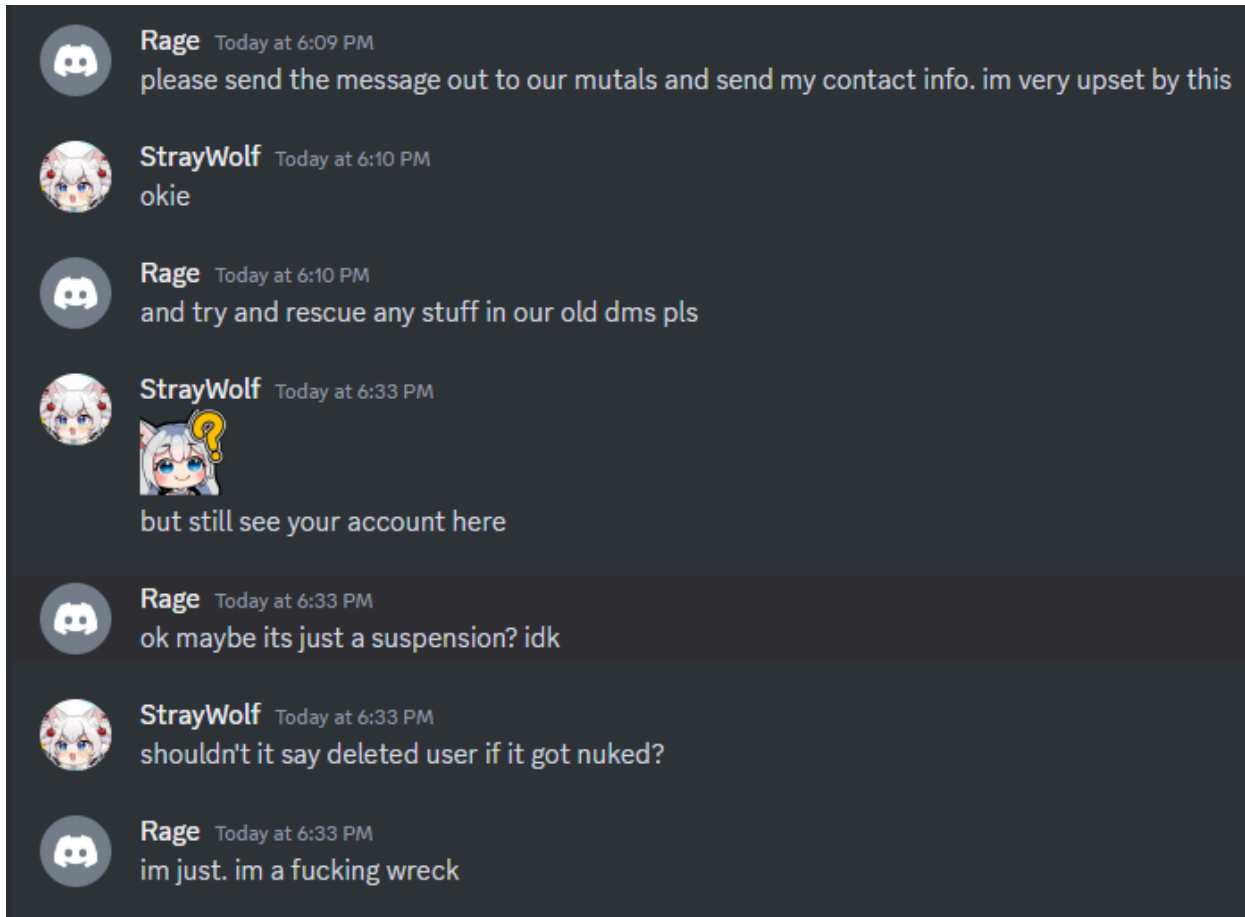 Rage Today at 6:09 PM
please send the message out to our mutals and send my contact info. im very upset by this
StrayWolf Today at 6:10 PM
okie
Rage Today at 6:10 PM
and try and rescue any stuff in our old dms pls
StrayWolf Today at 6:33 PM
?
but still see your account here
Rage Today at 6:33 PM
ok maybe its just a suspension? idk
StrayWolf Today at 6:33 PM
shouldn't it say deleted user if it got nuked?
Rage Today at 6:33 PM
im just. im a fucking wreck